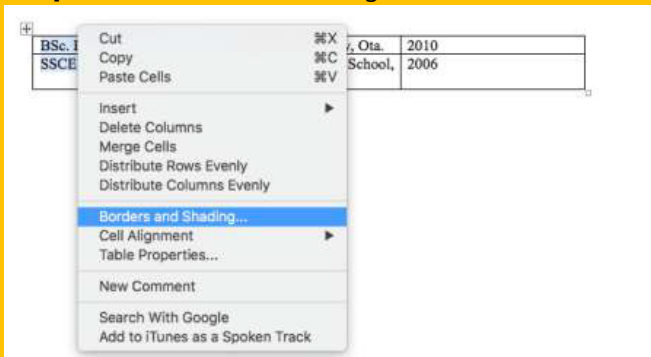 BSc. , Ota. 2010
SSCE School, 2006
Cut ⌘X
Copy ⌘C
Paste Cells ⌘V
Insert
Delete Columns
Merge Cells
Distribute Rows Evenly
Distribute Columns Evenly
Borders and Shading...
Cell Alignment
Table Properties...
New Comment
Search With Google
Add to iTunes as a Spoken Track